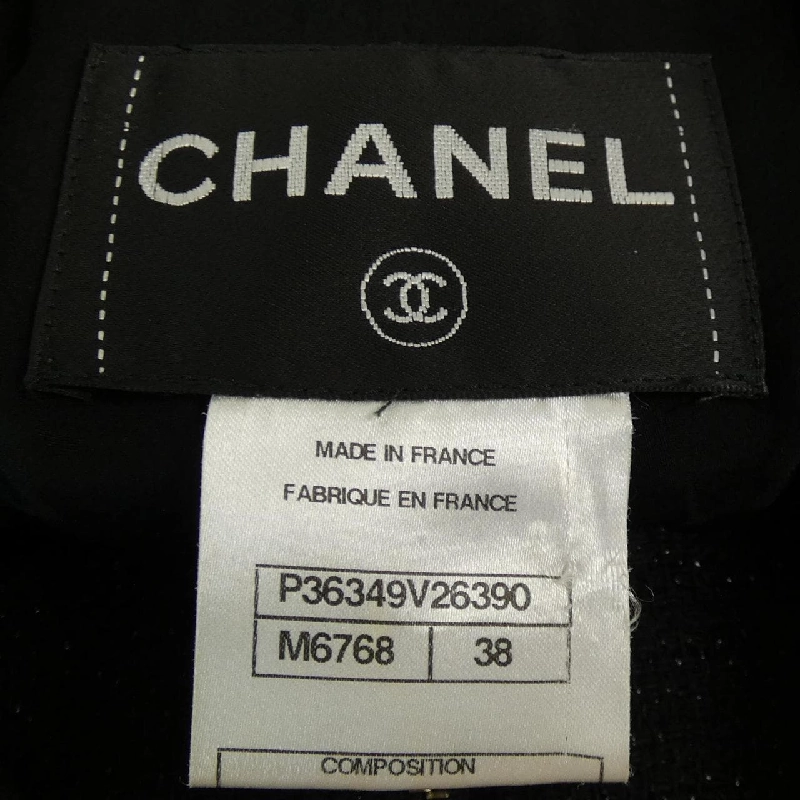 CHANEL
MADE IN FRANCE
FABRIQUE EN FRANCE
P36349V26390
M6768 38
COMPOSITION